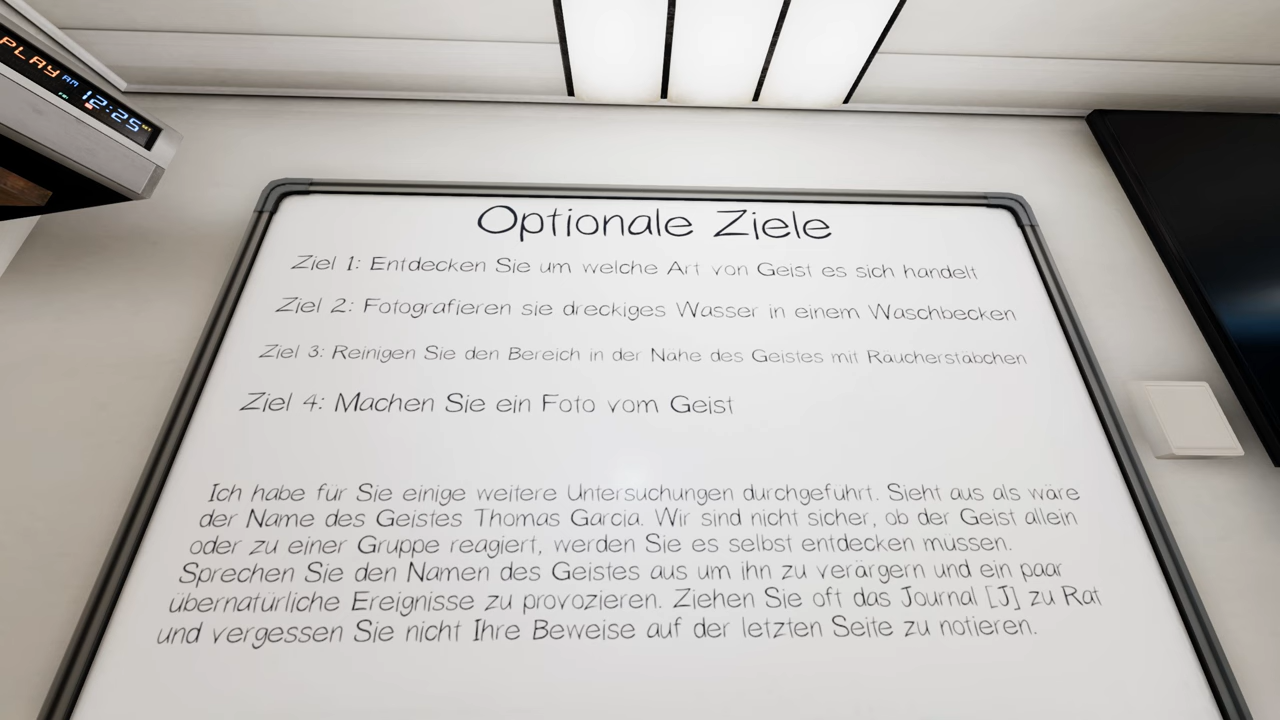 PLAY AM 12:25
Optionale Ziele
Ziel 1: Entdecken Sie um welche Art von Geist es sich handelt
Ziel 2: Fotografieren sie dreckiges Wasser in einem Waschbecken
Ziel 3: Reinigen Sie den Bereich in der Nähe des Geistes mit Räucherstäbchen
Ziel 4: Machen Sie ein Foto vom Geist
Ich habe für Sie einige weitere Untersuchungen durchgeführt. Sieht aus als wäre
der Name des Geistes Thomas Garcia. Wir sind nicht sicher, ob der Geist allein
oder zu einer Gruppe reagiert, werden Sie es selbst entdecken müssen.
Sprechen Sie den Namen des Geistes aus um ihn zu verärgern und ein paar
übernatürliche Ereignisse zu provozieren. Ziehen Sie oft das Journal [J] zu Rat
und vergessen Sie nicht Ihre Beweise auf der letzten Seite zu notieren.